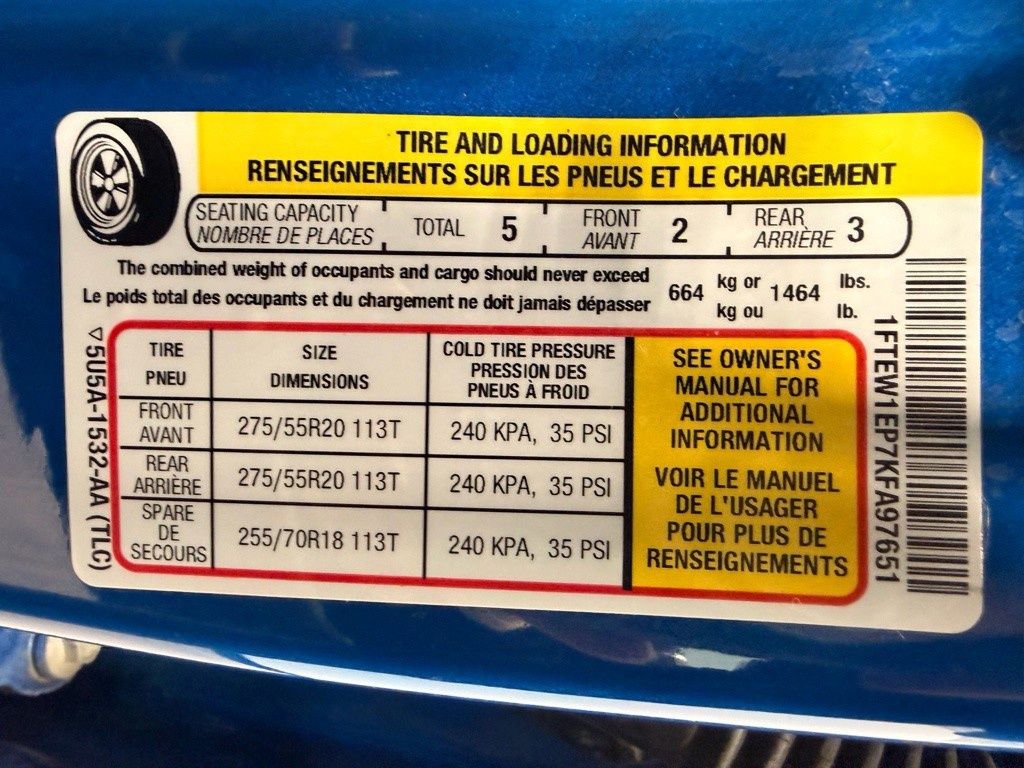 TIRE AND LOADING INFORMATION
RENSEIGNEMENTS SUR LES PNEUS ET LE CHARGEMENT
SEATING CAPACITY
NOMBRE DE PLACES
TOTAL 5
FRONT
AVANT
2
REAR
ARRIÈRE
3
The combined weight of occupants and cargo should never exceed
Le poids total des occupants et du chargement ne doit jamais dépasser
664
kg or
kg ou
1464
lbs.
lb.
TIRE
PNEU
SIZE
DIMENSIONS
COLD TIRE PRESSURE
PRESSION DES
PNEUS À FROID
FRONT
AVANT
275/55R20 113T
240 KPA, 35 PSI
REAR
ARRIÈRE
275/55R20 113T
240 KPA, 35 PSI
SPARE
DE
SECOURS
255/70R18 113T
240 KPA, 35 PSI
SEE OWNER'S
MANUAL FOR
ADDITIONAL
INFORMATION
VOIR LE MANUEL
DE L'USAGER
POUR PLUS DE
RENSEIGNEMENTS
5U5A-1532-AA (TLC)
1FTEW1EP7KFA97651